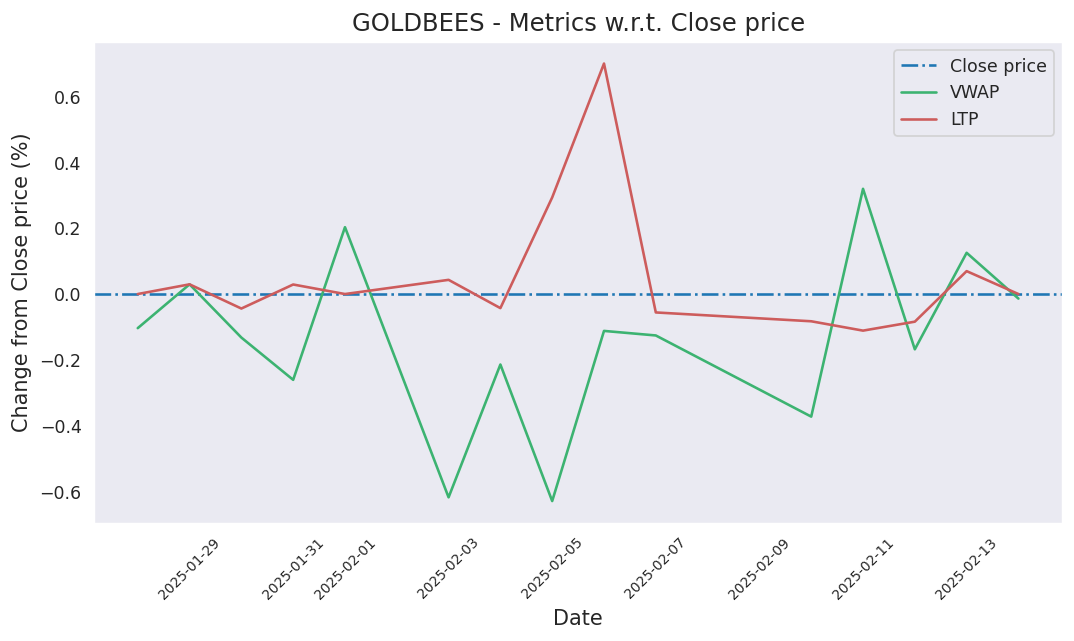 GOLDBEES - Metrics w.r.t. Close price
Close price
VWAP
LTP
Change from Close price (%)
0.6
0.4
0.2
0.0
−0.2
−0.4
−0.6
2025-01-29
2025-01-31
2025-02-01
2025-02-03
2025-02-05
2025-02-07
2025-02-09
2025-02-11
2025-02-13
Date